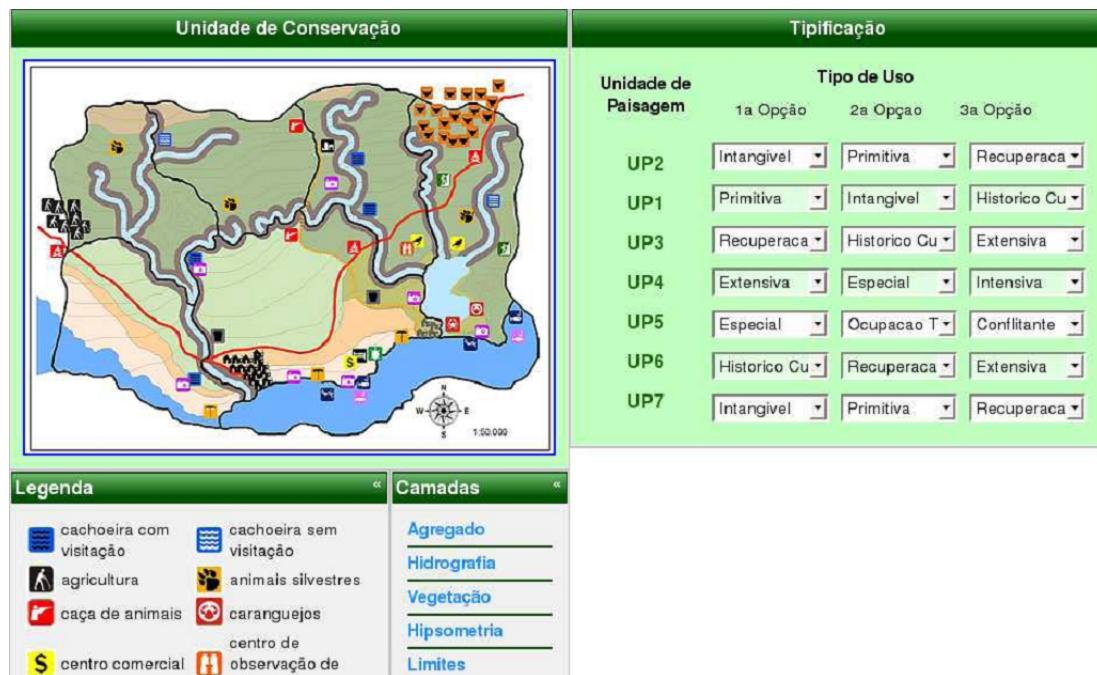 Unidade de Conservação
N
W
E
S
1:50.000
Tipificação
Unidade de Paisagem
Tipo de Uso
1a Opção 2a Opçao 3a Opção
UP2 Intangivel Primitiva Recuperaca
UP1 Primitiva Intangivel Historico Cu
UP3 Recuperaca Historico Cu Extensiva
UP4 Extensiva Especial Intensiva
UP5 Especial Ocupacao T Conflitante
UP6 Historico Cu Recuperaca Extensiva
UP7 Intangivel Primitiva Recuperaca
Legenda «
cachoeira com
visitação
cachoeira sem
visitação
agricultura
animais silvestres
caça de animais
caranguejos
$ centro comercial
centro de
observação de
Camadas «
Agregado
Hidrografia
Vegetação
Hipsometria
Limites